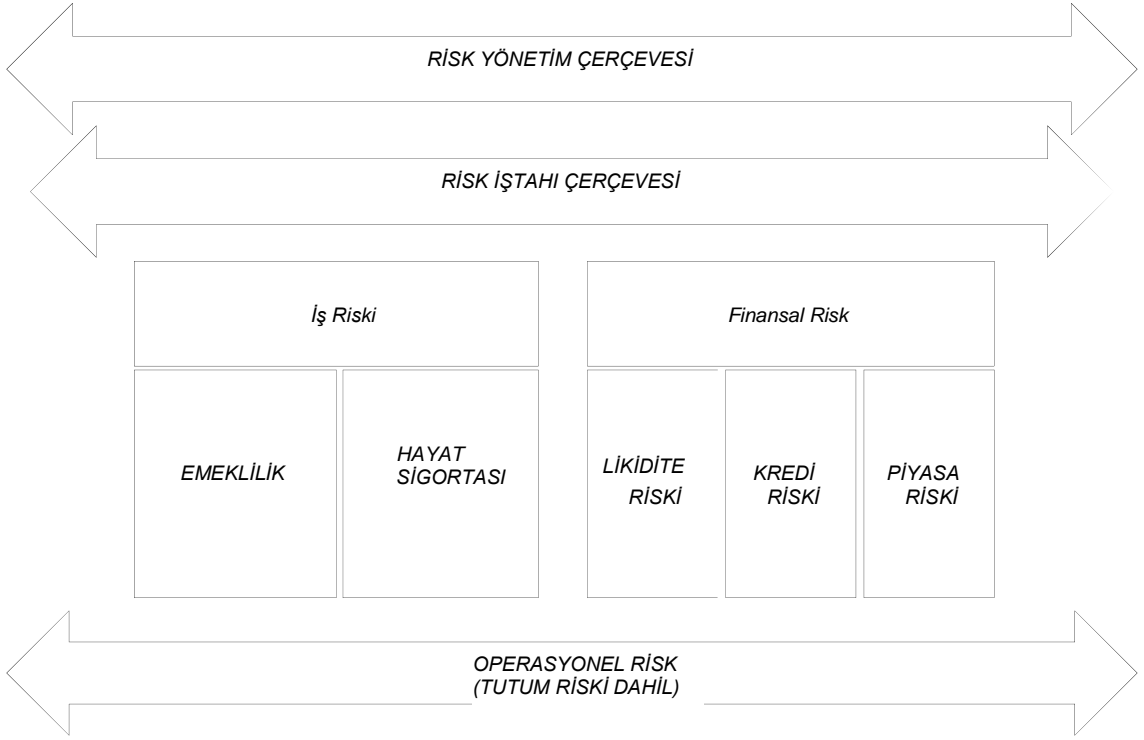 RİSK YÖNETİM ÇERÇEVESİ
RİSK İŞTAHI ÇERÇEVESİ
İş Riski
Finansal Risk
EMEKLİLİK
HAYAT
SİGORTASI
LİKİDİTE
RİSKİ
KREDİ
RİSKİ
PİYASA
RİSKİ
OPERASYONEL RİSK
(TUTUM RİSKİ DAHİL)